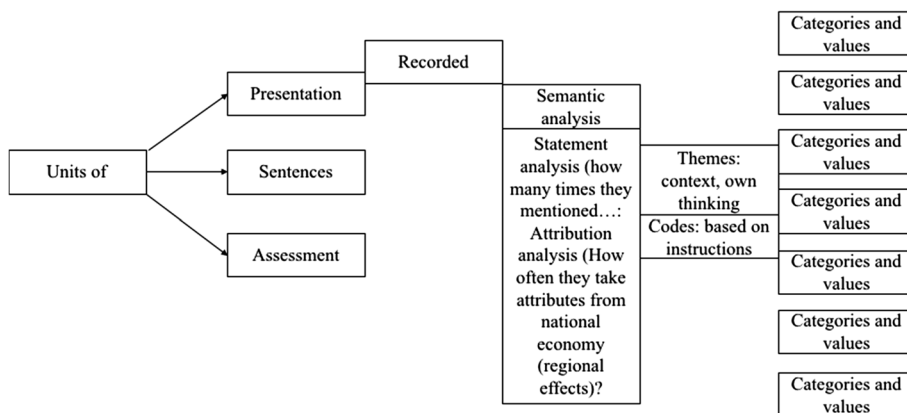 Units of
Presentation
Sentences
Assessment
Recorded
Semantic
analysis
Statement
analysis (how
many times they
mentioned…:
Attribution
analysis (How
often they take
attributes from
national
economy
(regional
effects)?
Themes:
context, own
thinking
Codes: based on
instructions
Categories and
values
Categories and
values
Categories and
values
Categories and
values
Categories and
values
Categories and
values
Categories and
values